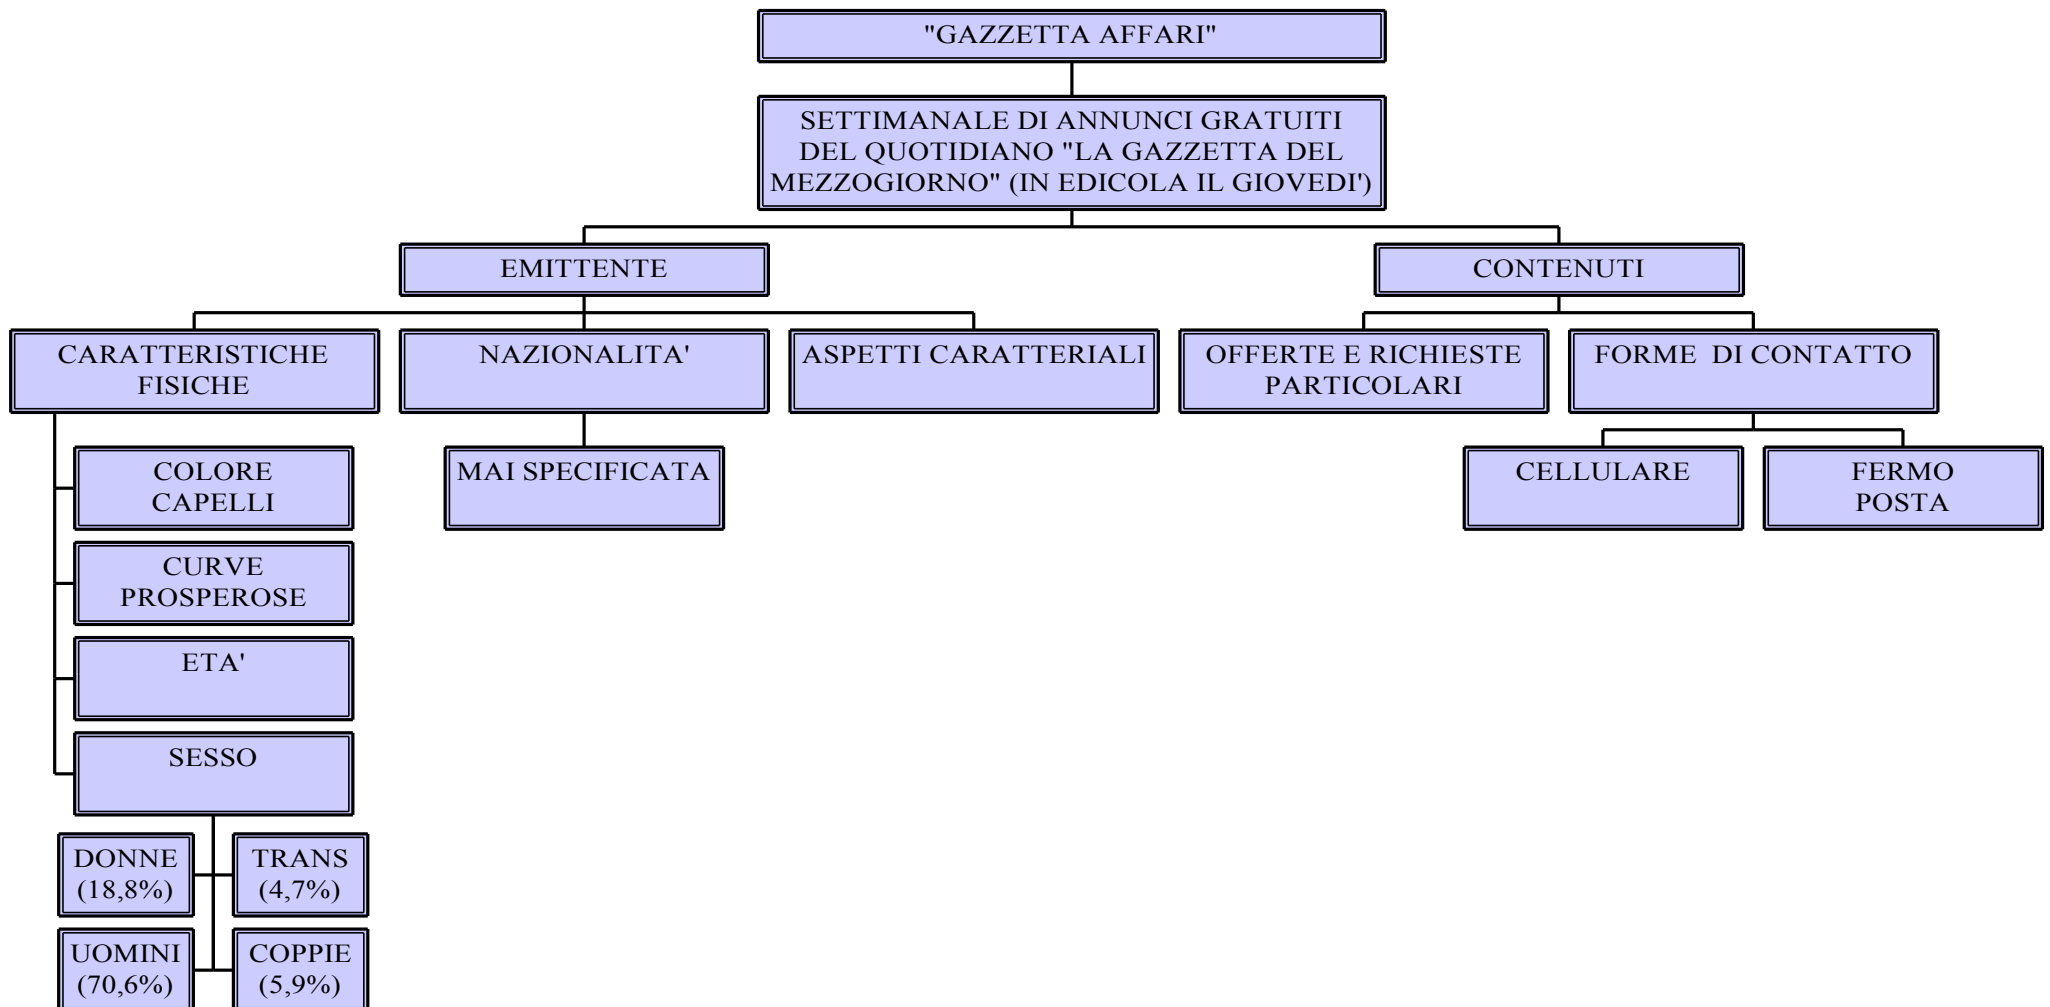 "GAZZETTA AFFARI"
SETTIMANALE DI ANNUNCI GRATUITI
DEL QUOTIDIANO "LA GAZZETTA DEL
MEZZOGIORNO" (IN EDICOLA IL GIOVEDI')
EMITTENTE
CONTENUTI
CARATTERISTICHE
FISICHE
NAZIONALITA'
ASPETTI CARATTERIALI
OFFERTE E RICHIESTE
PARTICOLARI
FORME DI CONTATTO
COLORE
CAPELLI
MAI SPECIFICATA
CELLULARE
FERMO
POSTA
CURVE
PROSPEROSE
ETA'
SESSO
DONNE
(18,8%)
TRANS
(4,7%)
UOMINI
(70,6%)
COPPIE
(5,9%)